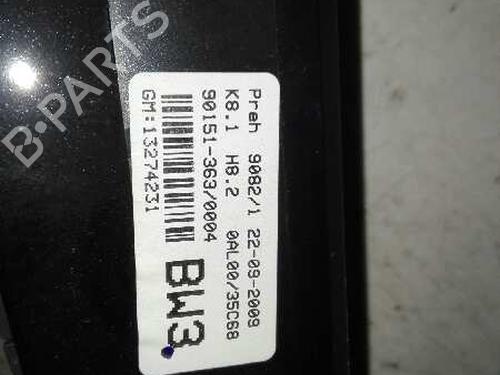 Preh 9082/1 22-09-2009
K8.1 H8.2 0AL00/35C68
90151-363/0004
GM:13274231
BW3
B-PARTS